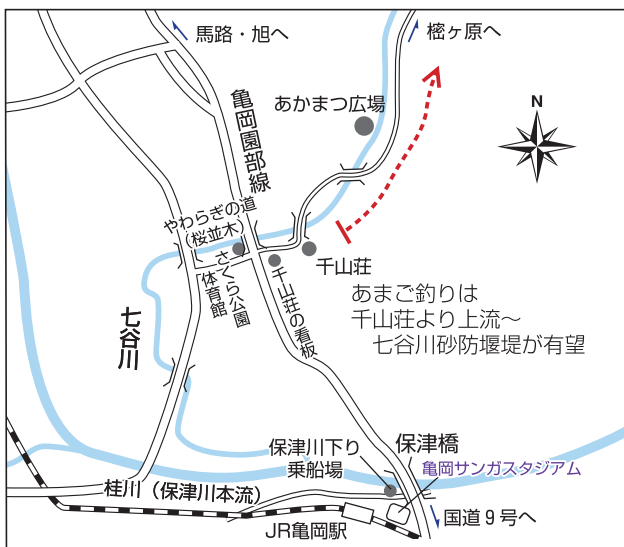 馬路・旭へ
樒ヶ原へ
あかまつ広場
N
亀岡園部線
やわらぎの道
（桜並木）
さくら公園
体育館
千山荘の看板
千山荘
あまご釣りは
千山荘より上流～
七谷川砂防堰堤が有望
七谷川
保津川下り
乗船場
保津橋
亀岡サンガスタジアム
桂川（保津川本流）
JR亀岡駅
国道９号へ